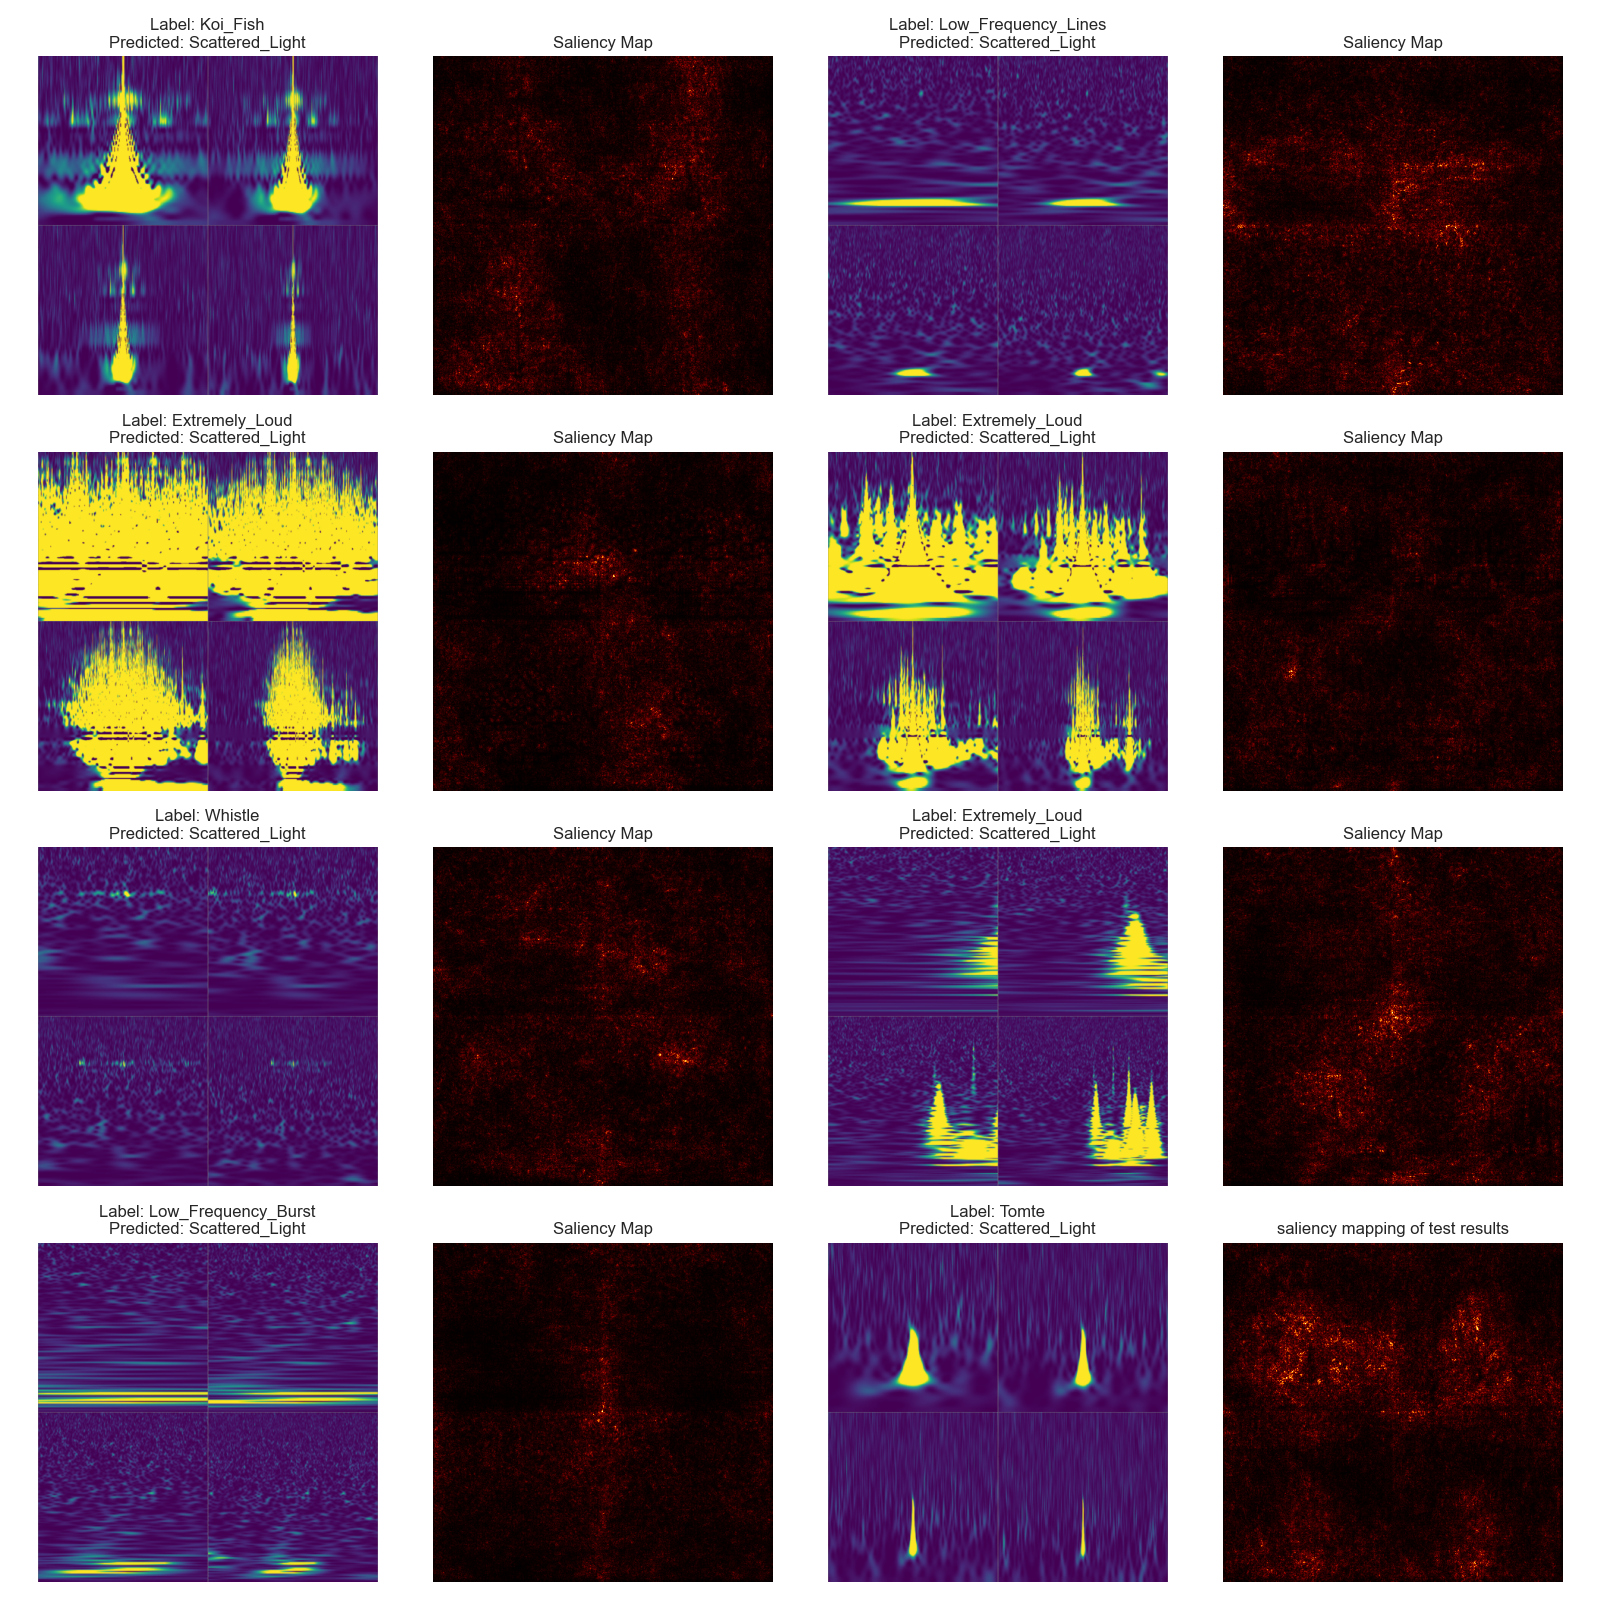 Label: Koi_Fish
Predicted: Scattered_Light
Saliency Map
Label: Low_Frequency_Lines
Predicted: Scattered_Light
Saliency Map
Label: Extremely_Loud
Predicted: Scattered_Light
Saliency Map
Label: Extremely_Loud
Predicted: Scattered_Light
Saliency Map
Label: Whistle
Predicted: Scattered_Light
Saliency Map
Label: Extremely_Loud
Predicted: Scattered_Light
Saliency Map
Label: Low_Frequency_Burst
Predicted: Scattered_Light
Saliency Map
Label: Tomte
Predicted: Scattered_Light
saliency mapping of test results